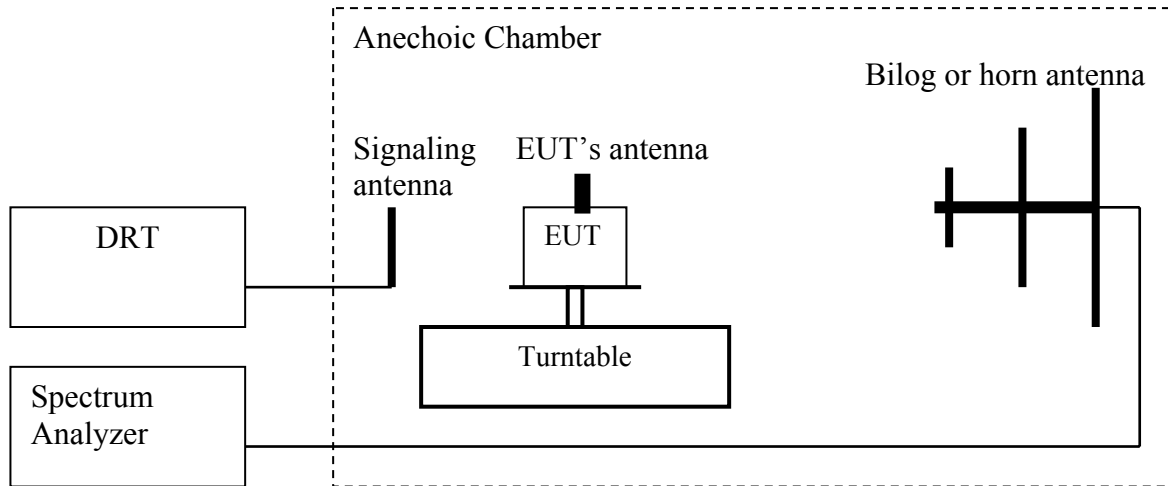 Anechoic Chamber
Bilog or horn antenna
Signaling
antenna
EUT’s antenna
DRT
EUT
Turntable
Spectrum
Analyzer